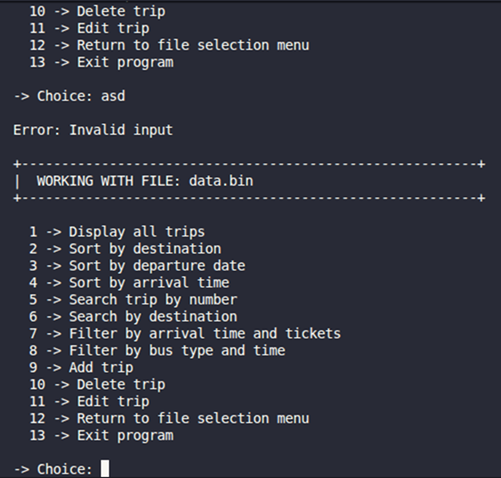 10 -> Delete trip
11 -> Edit trip
12 -> Return to file selection menu
13 -> Exit program
-> Choice: asd
Error: Invalid input
+----------------------------------------------------------+
|  WORKING WITH FILE: data.bin
+----------------------------------------------------------+
1 -> Display all trips
2 -> Sort by destination
3 -> Sort by departure date
4 -> Sort by arrival time
5 -> Search trip by number
6 -> Search by destination
7 -> Filter by arrival time and tickets
8 -> Filter by bus type and time
9 -> Add trip
10 -> Delete trip
11 -> Edit trip
12 -> Return to file selection menu
13 -> Exit program
-> Choice: